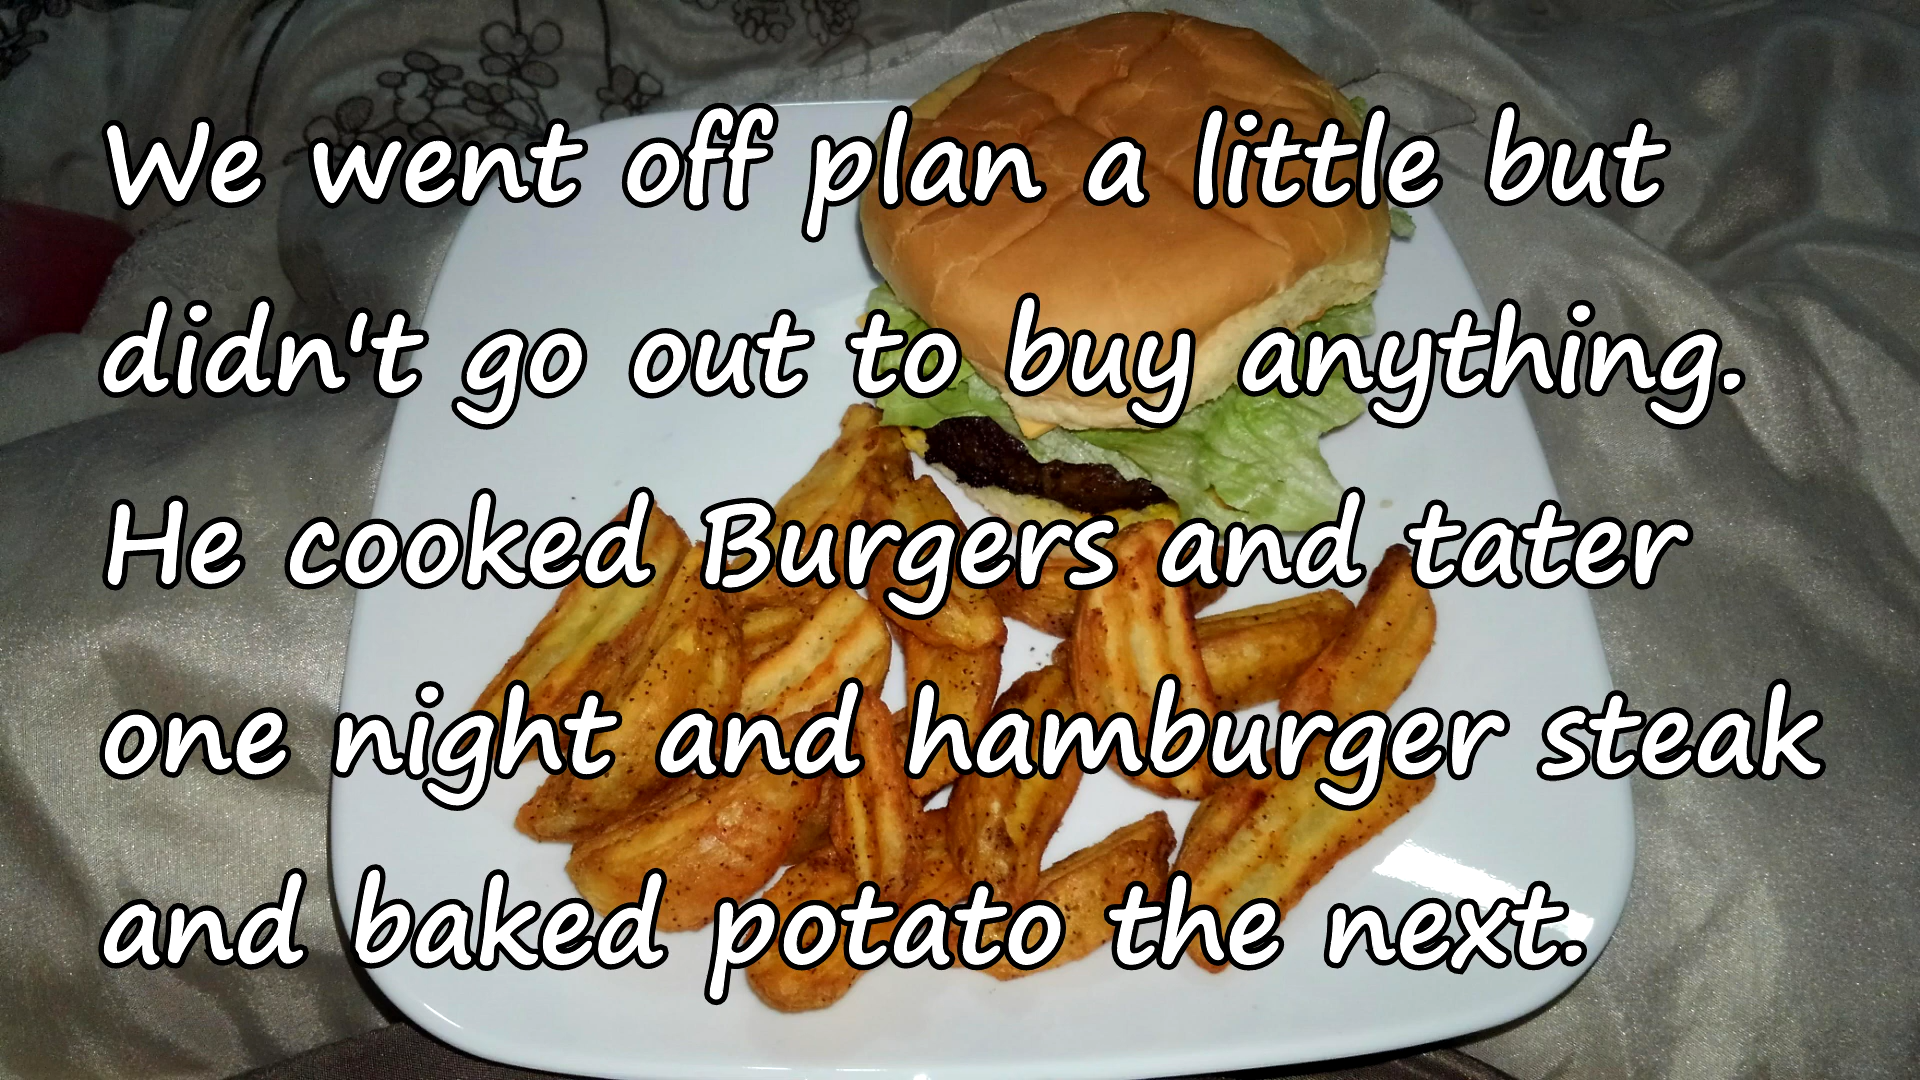 We went off plan a little but
didn't go out to buy anything.
He cooked Burgers and tater
one night and hamburger steak
and baked potato the next.